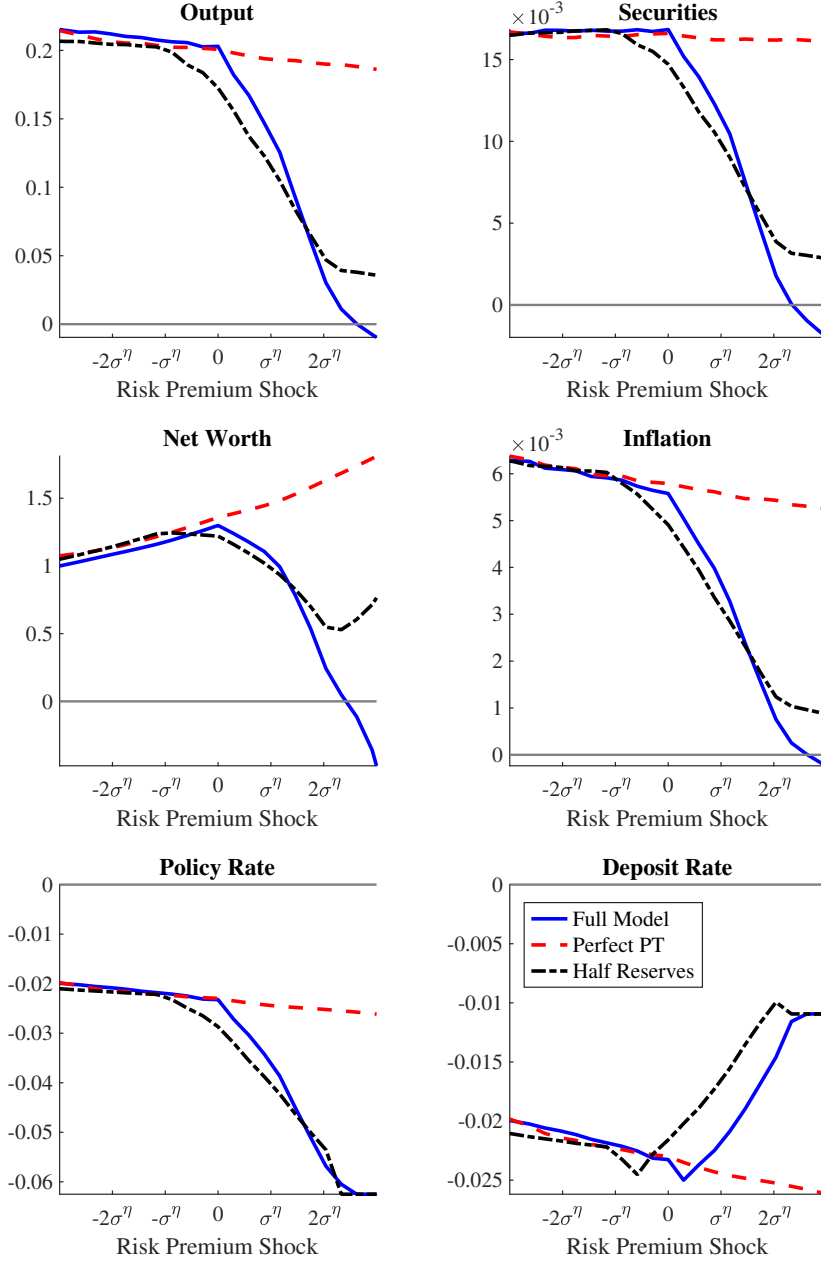 Output
0.2
0.15
0.1
0.05
0
-2σ^η -σ^η 0 σ^η 2σ^η
Risk Premium Shock
Securities
×10^-3
15
10
5
0
-2σ^η -σ^η 0 σ^η 2σ^η
Risk Premium Shock
Net Worth
1.5
1
0.5
0
-2σ^η -σ^η 0 σ^η 2σ^η
Risk Premium Shock
Inflation
×10^-3
6
5
4
3
2
1
0
-2σ^η -σ^η 0 σ^η 2σ^η
Risk Premium Shock
Policy Rate
0
-0.01
-0.02
-0.03
-0.04
-0.05
-0.06
-2σ^η -σ^η 0 σ^η 2σ^η
Risk Premium Shock
Deposit Rate
0
-0.005
-0.01
-0.015
-0.02
-0.025
Full Model
Perfect PT
Half Reserves
-2σ^η -σ^η 0 σ^η 2σ^η
Risk Premium Shock